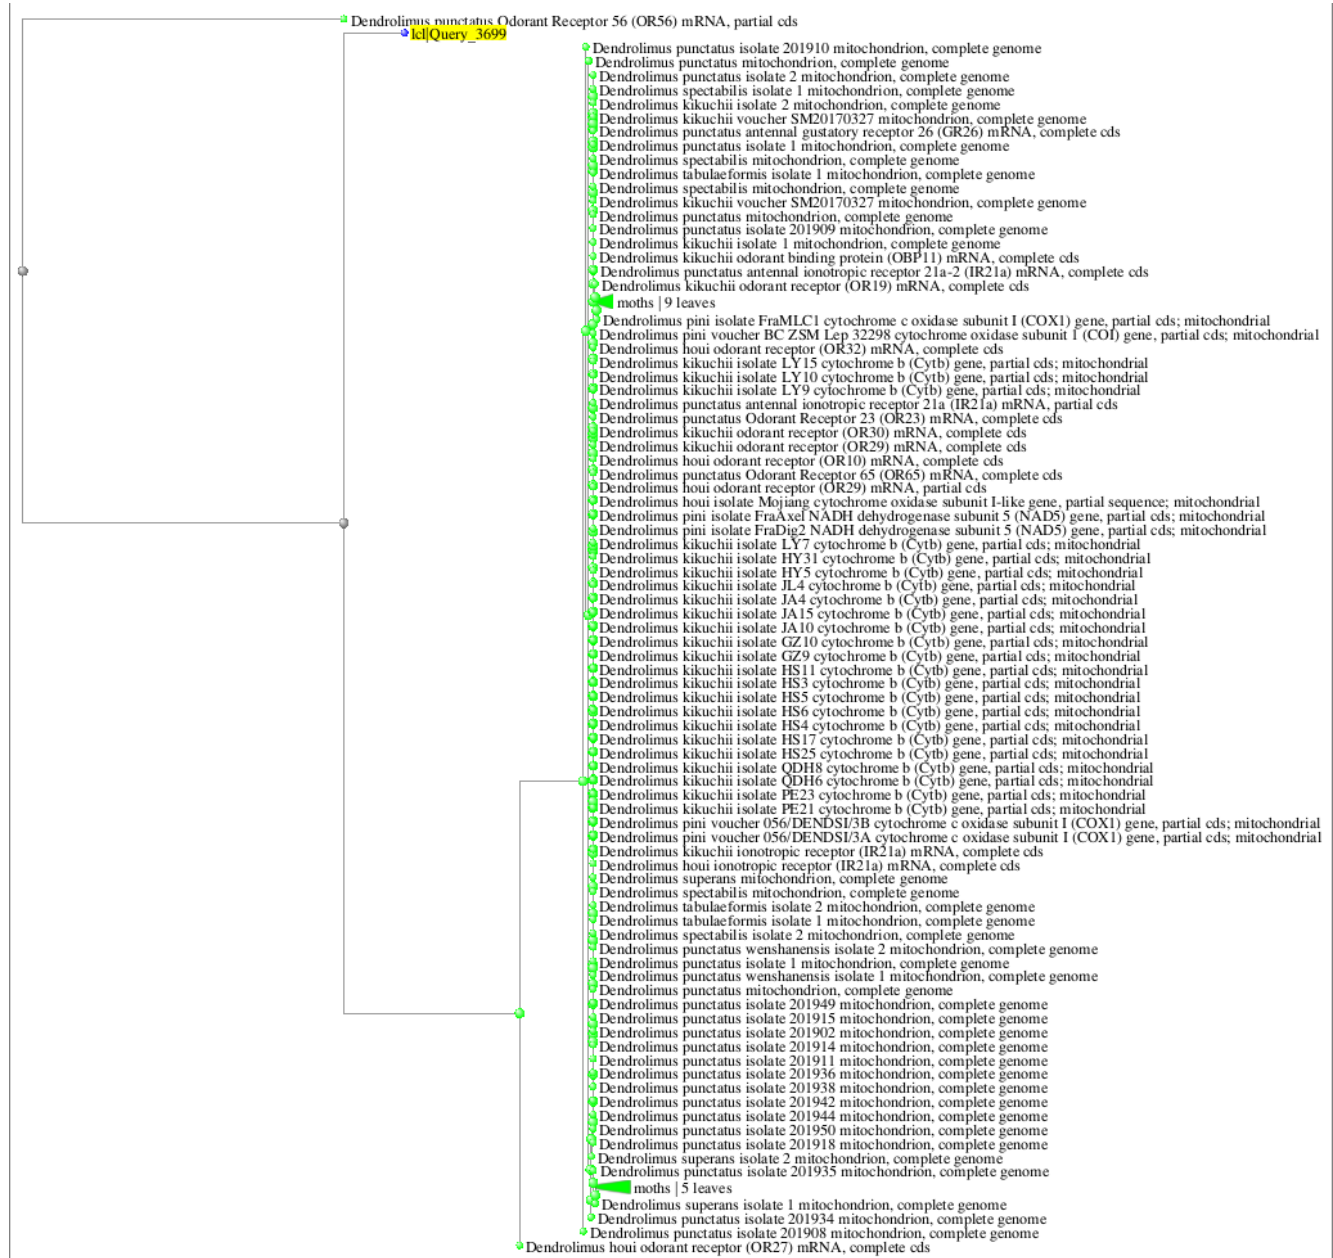 Dendrolimus punctatus Odorant Receptor 56 (OR56) mRNA, partial cds
lcl|Query_3699
Dendrolimus punctatus isolate 201910 mitochondrion, complete genome
Dendrolimus punctatus mitochondrion, complete genome
Dendrolimus punctatus isolate 2 mitochondrion, complete genome
Dendrolimus spectabilis isolate 1 mitochondrion, complete genome
Dendrolimus kikuchii isolate 2 mitochondrion, complete genome
Dendrolimus kikuchii voucher SM20170327 mitochondrion, complete genome
Dendrolimus punctatus antennal gustatory receptor 26 (GR26) mRNA, complete cds
Dendrolimus punctatus isolate 1 mitochondrion, complete genome
Dendrolimus spectabilis mitochondrion, complete genome
Dendrolimus tabulaeformis isolate 1 mitochondrion, complete genome
Dendrolimus spectabilis mitochondrion, complete genome
Dendrolimus kikuchii voucher SM20170327 mitochondrion, complete genome
Dendrolimus punctatus mitochondrion, complete genome
Dendrolimus punctatus isolate 201909 mitochondrion, complete genome
Dendrolimus kikuchii isolate 1 mitochondrion, complete genome
Dendrolimus kikuchii odorant binding protein (OBP11) mRNA, complete cds
Dendrolimus punctatus antennal ionotropic receptor 21a-2 (IR21a) mRNA, complete cds
Dendrolimus kikuchii odorant receptor (OR19) mRNA, complete cds
moths | 9 leaves
Dendrolimus pini isolate FraMLC1 cytochrome c oxidase subunit I (COX1) gene, partial cds; mitochondrial
Dendrolimus pini voucher BC ZSM Lep 32298 cytochrome oxidase subunit 1 (COI) gene, partial cds; mitochondrial
Dendrolimus houi odorant receptor (OR32) mRNA, complete cds
Dendrolimus kikuchii isolate LY15 cytochrome b (Cytb) gene, partial cds; mitochondrial
Dendrolimus kikuchii isolate LY10 cytochrome b (Cytb) gene, partial cds; mitochondrial
Dendrolimus kikuchii isolate LY9 cytochrome b (Cytb) gene, partial cds; mitochondrial
Dendrolimus punctatus antennal ionotropic receptor 21a (IR21a) mRNA, partial cds
Dendrolimus punctatus Odorant Receptor 23 (OR23) mRNA, complete cds
Dendrolimus kikuchii odorant receptor (OR30) mRNA, complete cds
Dendrolimus kikuchii odorant receptor (OR29) mRNA, complete cds
Dendrolimus houi odorant receptor (OR10) mRNA, complete cds
Dendrolimus punctatus Odorant Receptor 65 (OR65) mRNA, complete cds
Dendrolimus houi odorant receptor (OR29) mRNA, partial cds
Dendrolimus houi isolate Mojiang cytochrome oxidase subunit I-like gene, partial sequence; mitochondrial
Dendrolimus pini isolate FraAxel NADH dehydrogenase subunit 5 (NAD5) gene, partial cds; mitochondrial
Dendrolimus pini isolate FraDig2 NADH dehydrogenase subunit 5 (NAD5) gene, partial cds; mitochondrial
Dendrolimus kikuchii isolate LY7 cytochrome b (Cytb) gene, partial cds; mitochondrial
Dendrolimus kikuchii isolate HY31 cytochrome b (Cytb) gene, partial cds; mitochondrial
Dendrolimus kikuchii isolate HY5 cytochrome b (Cytb) gene, partial cds; mitochondrial
Dendrolimus kikuchii isolate JL4 cytochrome b (Cytb) gene, partial cds; mitochondrial
Dendrolimus kikuchii isolate JA4 cytochrome b (Cytb) gene, partial cds; mitochondrial
Dendrolimus kikuchii isolate JA15 cytochrome b (Cytb) gene, partial cds; mitochondrial
Dendrolimus kikuchii isolate JA10 cytochrome b (Cytb) gene, partial cds; mitochondrial
Dendrolimus kikuchii isolate GZ10 cytochrome b (Cytb) gene, partial cds; mitochondrial
Dendrolimus kikuchii isolate GZ9 cytochrome b (Cytb) gene, partial cds; mitochondrial
Dendrolimus kikuchii isolate HS11 cytochrome b (Cytb) gene, partial cds; mitochondrial
Dendrolimus kikuchii isolate HS3 cytochrome b (Cytb) gene, partial cds; mitochondrial
Dendrolimus kikuchii isolate HS5 cytochrome b (Cytb) gene, partial cds; mitochondrial
Dendrolimus kikuchii isolate HS6 cytochrome b (Cytb) gene, partial cds; mitochondrial
Dendrolimus kikuchii isolate HS4 cytochrome b (Cytb) gene, partial cds; mitochondrial
Dendrolimus kikuchii isolate HS17 cytochrome b (Cytb) gene, partial cds; mitochondrial
Dendrolimus kikuchii isolate HS25 cytochrome b (Cytb) gene, partial cds; mitochondrial
Dendrolimus kikuchii isolate QDH8 cytochrome b (Cytb) gene, partial cds; mitochondrial
Dendrolimus kikuchii isolate QDH6 cytochrome b (Cytb) gene, partial cds; mitochondrial
Dendrolimus kikuchii isolate PE23 cytochrome b (Cytb) gene, partial cds; mitochondrial
Dendrolimus kikuchii isolate PE21 cytochrome b (Cytb) gene, partial cds; mitochondrial
Dendrolimus pini voucher 056/DENDSI/3B cytochrome c oxidase subunit I (COX1) gene, partial cds; mitochondrial
Dendrolimus pini voucher 056/DENDSI/3A cytochrome c oxidase subunit I (COX1) gene, partial cds; mitochondrial
Dendrolimus kikuchii ionotropic receptor (IR21a) mRNA, complete cds
Dendrolimus houi ionotropic receptor (IR21a) mRNA, complete cds
Dendrolimus superans mitochondrion, complete genome
Dendrolimus spectabilis mitochondrion, complete genome
Dendrolimus tabulaeformis isolate 2 mitochondrion, complete genome
Dendrolimus tabulaeformis isolate 1 mitochondrion, complete genome
Dendrolimus spectabilis isolate 2 mitochondrion, complete genome
Dendrolimus punctatus wenshanensis isolate 2 mitochondrion, complete genome
Dendrolimus punctatus isolate 1 mitochondrion, complete genome
Dendrolimus punctatus wenshanensis isolate 1 mitochondrion, complete genome
Dendrolimus punctatus mitochondrion, complete genome
Dendrolimus punctatus isolate 201949 mitochondrion, complete genome
Dendrolimus punctatus isolate 201915 mitochondrion, complete genome
Dendrolimus punctatus isolate 201902 mitochondrion, complete genome
Dendrolimus punctatus isolate 201914 mitochondrion, complete genome
Dendrolimus punctatus isolate 201911 mitochondrion, complete genome
Dendrolimus punctatus isolate 201936 mitochondrion, complete genome
Dendrolimus punctatus isolate 201938 mitochondrion, complete genome
Dendrolimus punctatus isolate 201942 mitochondrion, complete genome
Dendrolimus punctatus isolate 201944 mitochondrion, complete genome
Dendrolimus punctatus isolate 201950 mitochondrion, complete genome
Dendrolimus punctatus isolate 201918 mitochondrion, complete genome
Dendrolimus superans isolate 2 mitochondrion, complete genome
Dendrolimus punctatus isolate 201935 mitochondrion, complete genome
moths | 5 leaves
Dendrolimus superans isolate 1 mitochondrion, complete genome
Dendrolimus punctatus isolate 201934 mitochondrion, complete genome
Dendrolimus punctatus isolate 201908 mitochondrion, complete genome
Dendrolimus houi odorant receptor (OR27) mRNA, complete cds